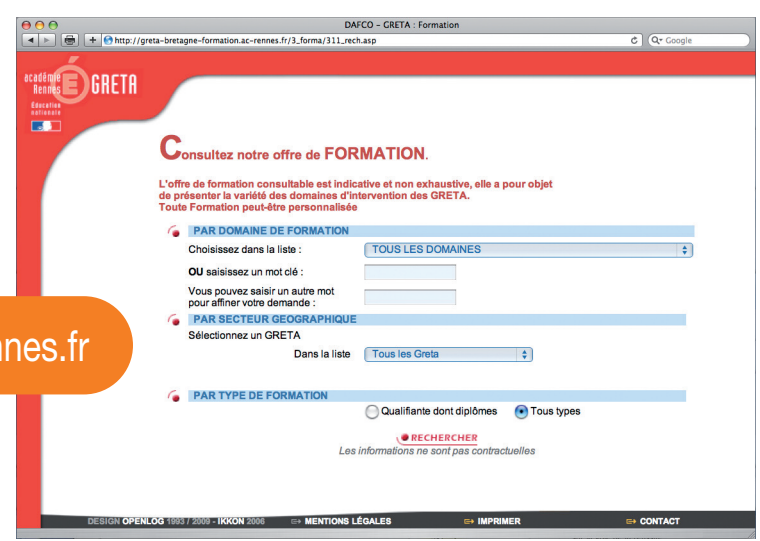 DAFCO - GRETA : Formation
http://greta-bretagne-formation.ac-rennes.fr/3_forma/311_rech.asp
Google
académie
Rennes
É GRETA
Éducation
nationale
Consultez notre offre de FORMATION.
L'offre de formation consultable est indicative et non exhaustive, elle a pour objet
de présenter la variété des domaines d'intervention des GRETA.
Toute Formation peut-être personnalisée
PAR DOMAINE DE FORMATION
Choisissez dans la liste : TOUS LES DOMAINES
OU saisissez un mot clé :
Vous pouvez saisir un autre mot
pour affiner votre demande :
PAR SECTEUR GEOGRAPHIQUE
Sélectionnez un GRETA
nnes.fr
Dans la liste Tous les Greta
PAR TYPE DE FORMATION
Qualifiante dont diplômes Tous types
RECHERCHER
Les informations ne sont pas contractuelles
DESIGN OPENLOG 1993 / 2009 - IKKON 2006 MENTIONS LÉGALES IMPRIMER CONTACT